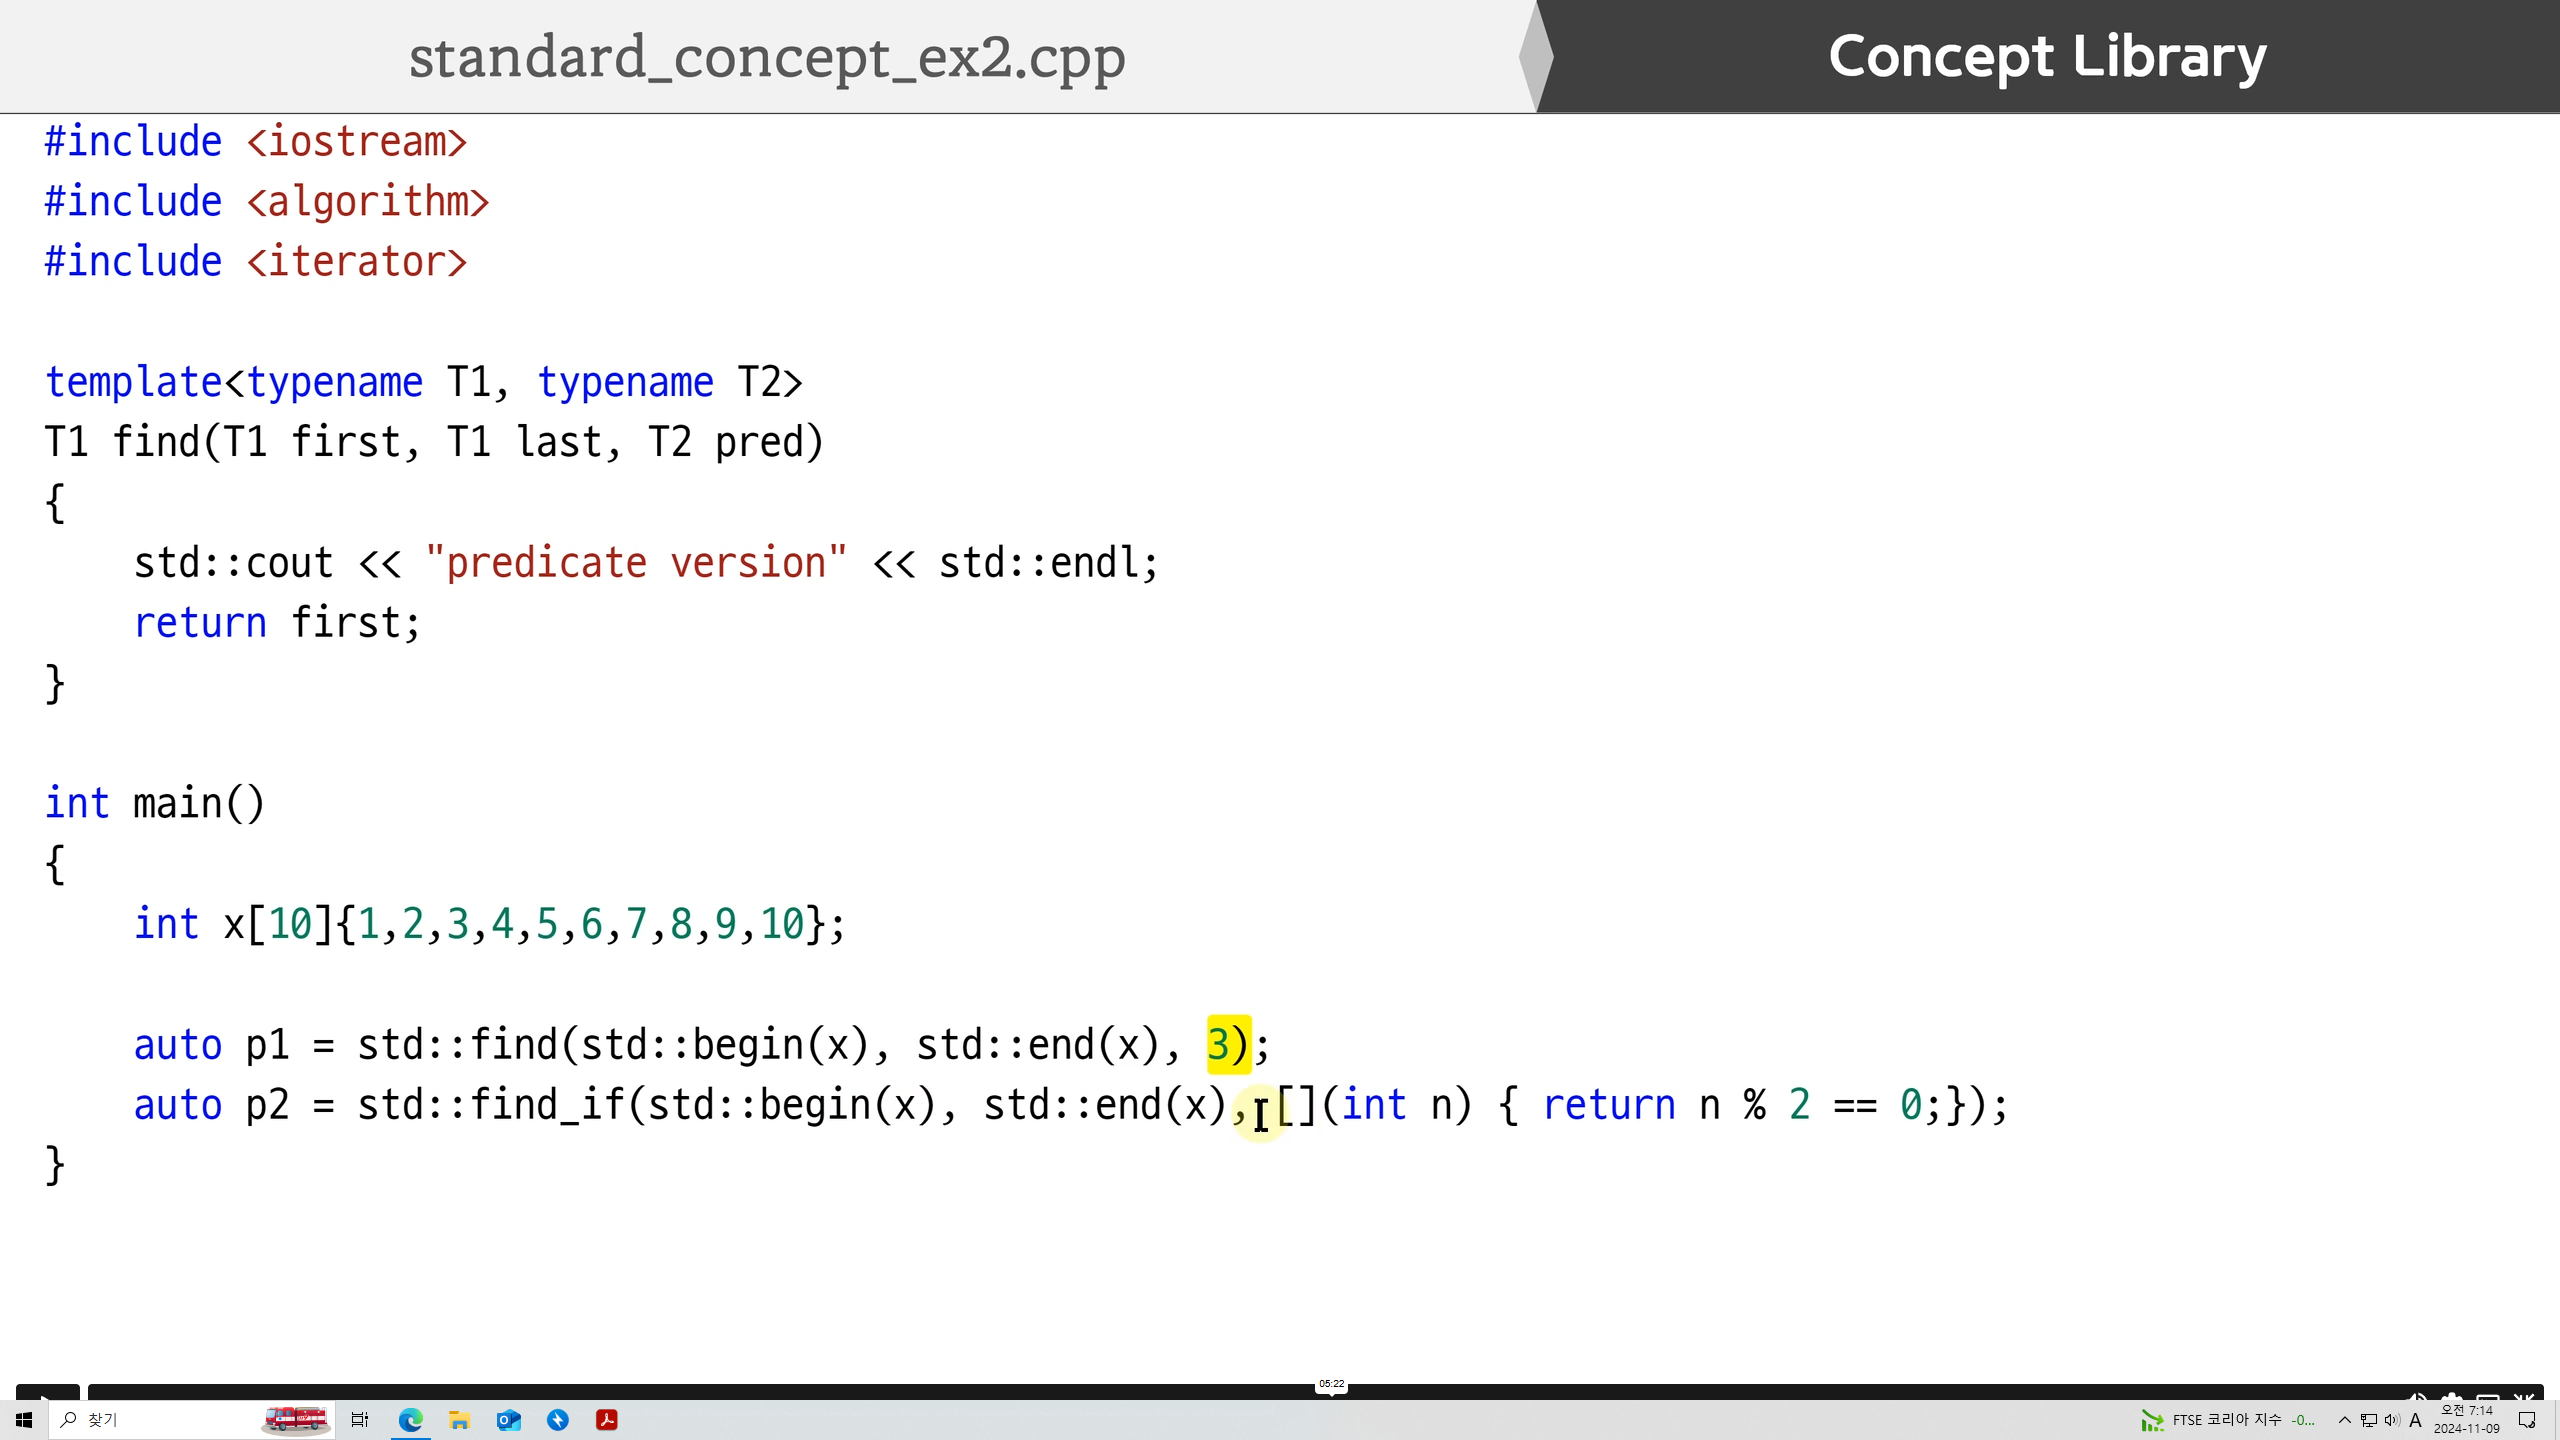 standard_concept_ex2.cpp
Concept Library
#include <iostream>
#include <algorithm>
#include <iterator>
template<typename T1, typename T2>
T1 find(T1 first, T1 last, T2 pred)
{
    std::cout << "predicate version" << std::endl;
    return first;
}
int main()
{
    int x[10]{1,2,3,4,5,6,7,8,9,10};
    auto p1 = std::find(std::begin(x), std::end(x), 3);
    auto p2 = std::find_if(std::begin(x), std::end(x), [](int n) { return n % 2 == 0;});
}
05:22
찾기
FTSE 코리아 지수 -0...
A
오전 7:14
2024-11-09